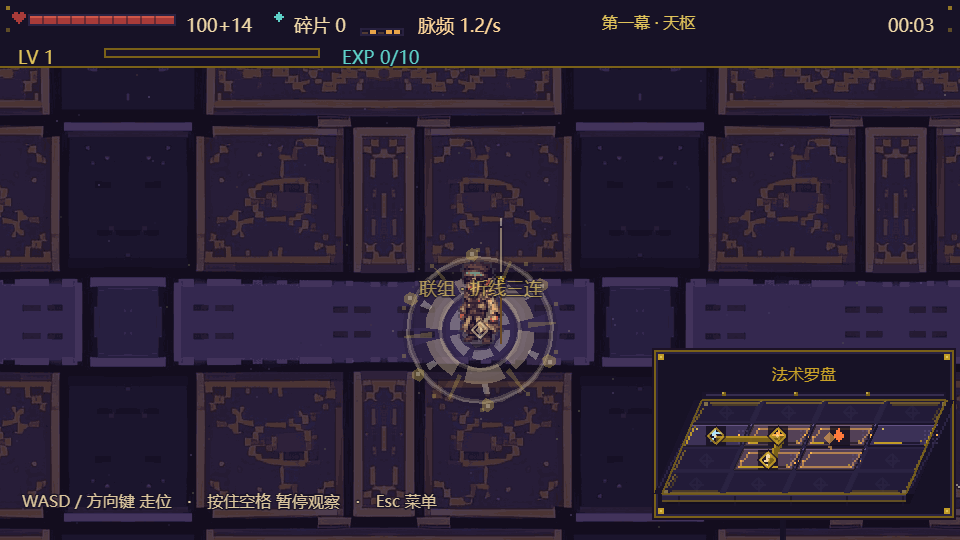 100+14 碎片 0 脉频 1.2/s 第一幕 · 天枢 00:03
LV 1 EXP 0/10
联组 · 折线三连
法术罗盘
WASD / 方向键 走位 · 按住空格 暂停观察 · Esc 菜单